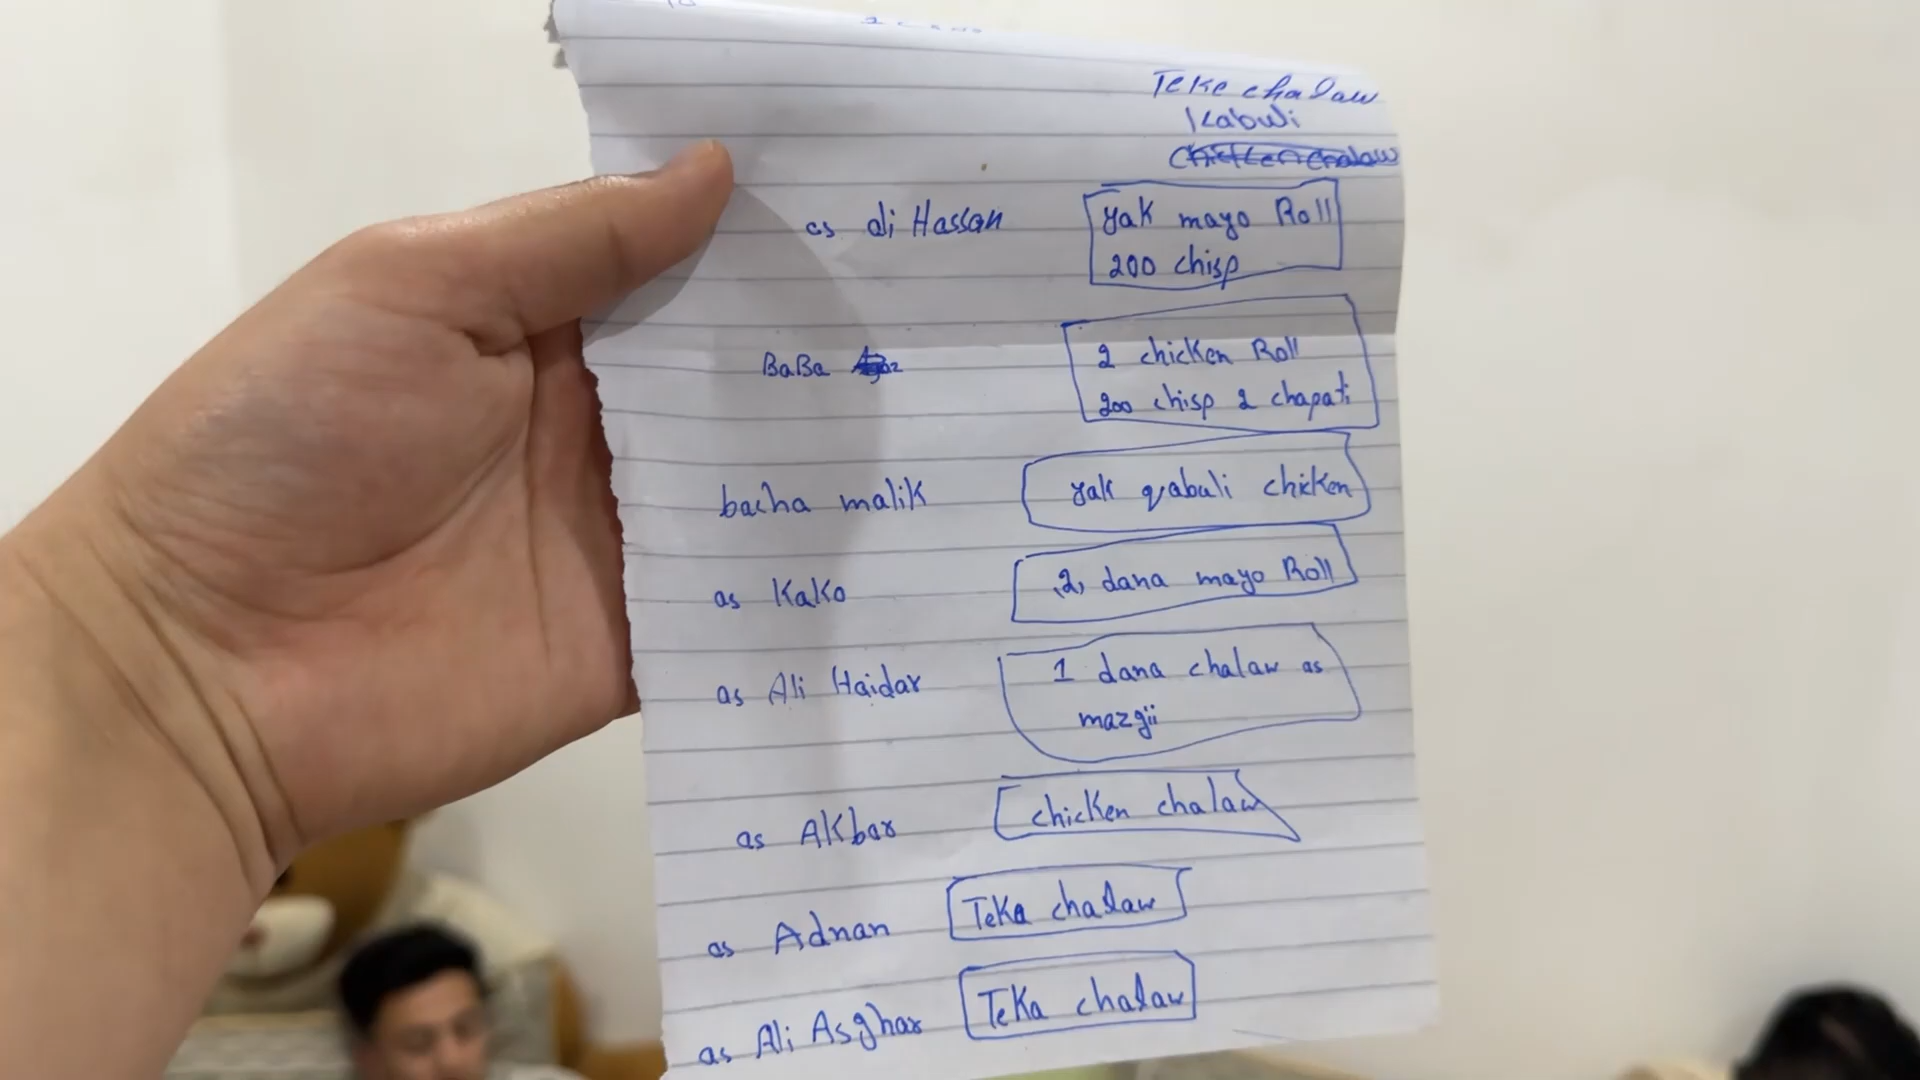 Teke chalaw
Kabuli
Chicken chalaw
as ali Hassan
yak mayo Roll
200 chisp
BaBa
2 chicken Roll
200 chisp 2 chapati
bacha malik
yak qabuli chicken
as KaKo
2, dana mayo Roll
as Ali Haidar
1 dana chalaw as
mazgii
as AKbar
chicken chalaw
as Adnan
TeKa chalaw
as Ali Asghar
TeKa chalaw